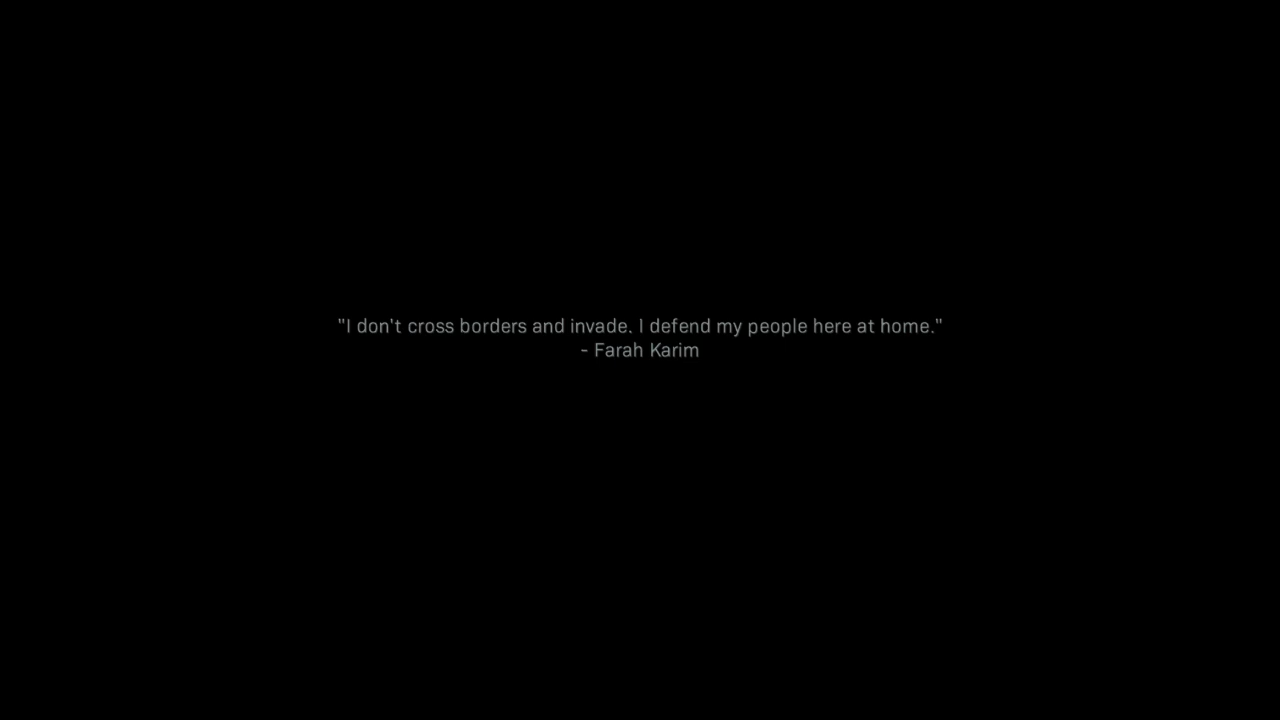 "I don't cross borders and invade. I defend my people here at home."
- Farah Karim